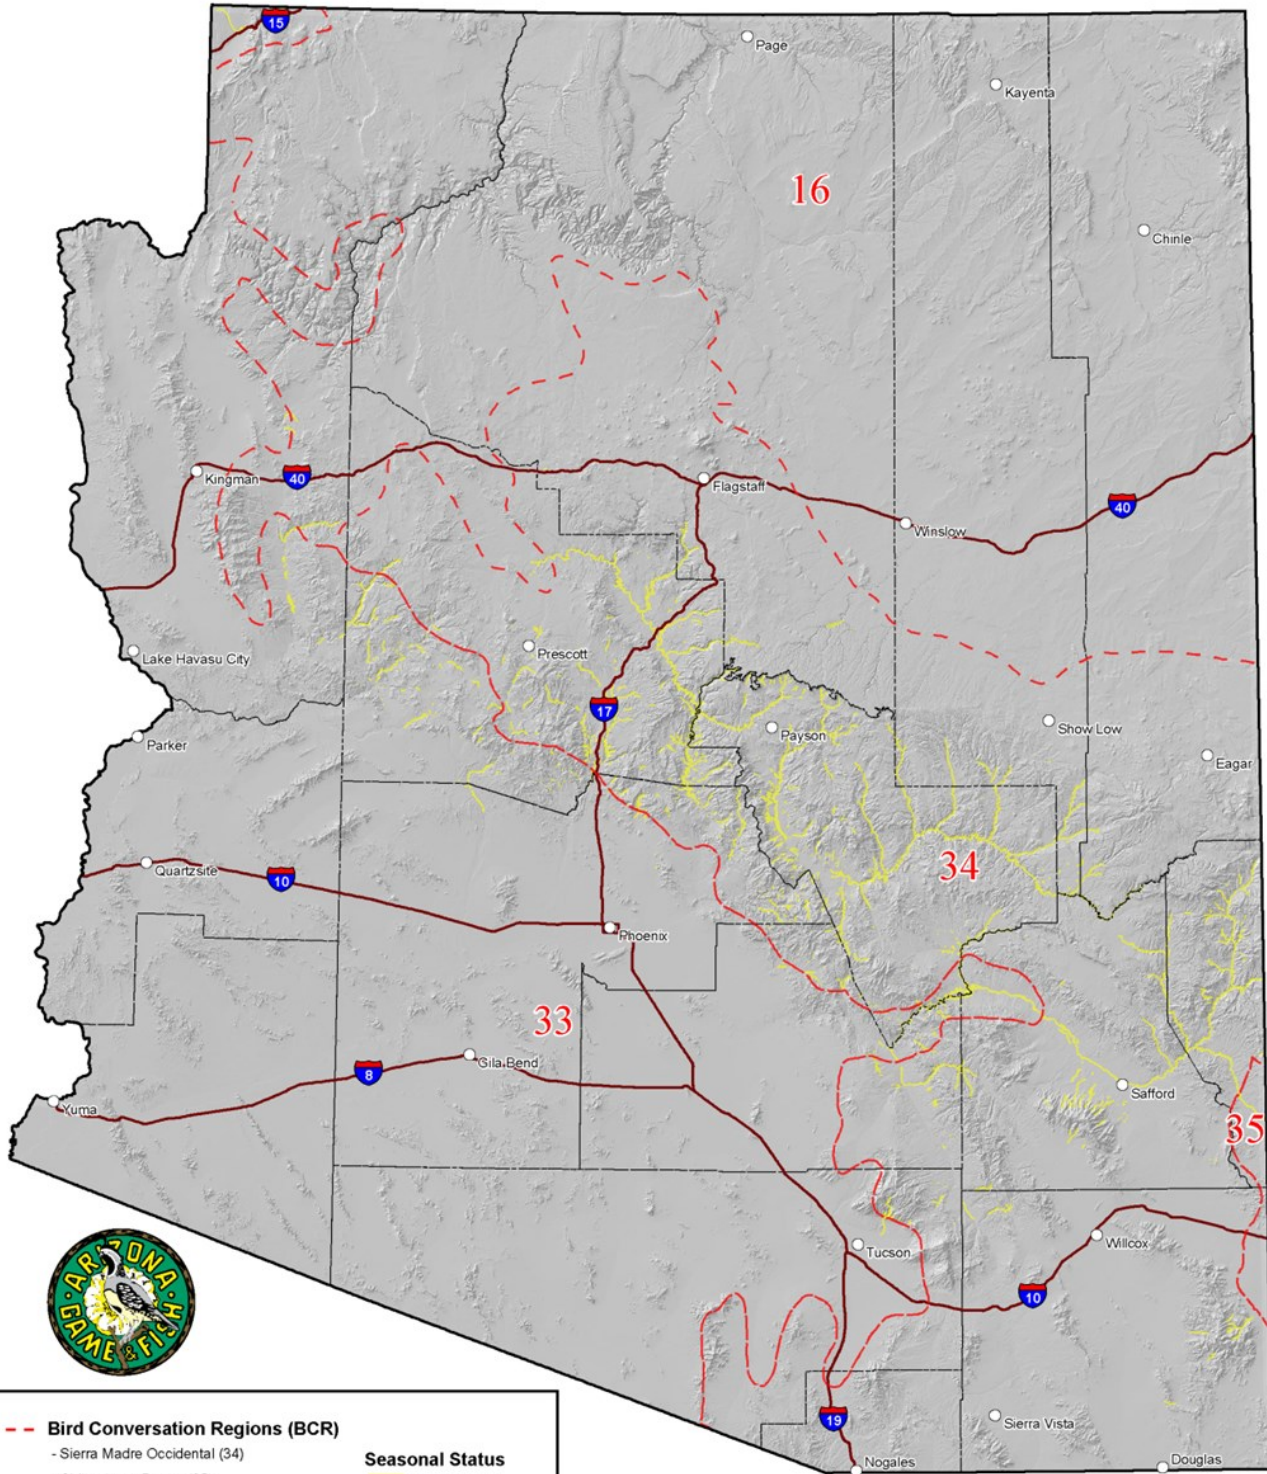 15
Page
Kayenta
16
Chinle
Kingman
40
Flagstaff
40
Winslow
Lake Havasu City
Prescott
17
Parker
Payson
Show Low
Eagar
34
Quartzsite
10
Phoenix
33
Gila Bend
8
Safford
Yuma
35
Tucson
Willcox
10
ARIZONA
GAME & FISH
19
Sierra Vista
Nogales
Douglas
Bird Conversation Regions (BCR)
- Sierra Madre Occidental (34)
Seasonal Status